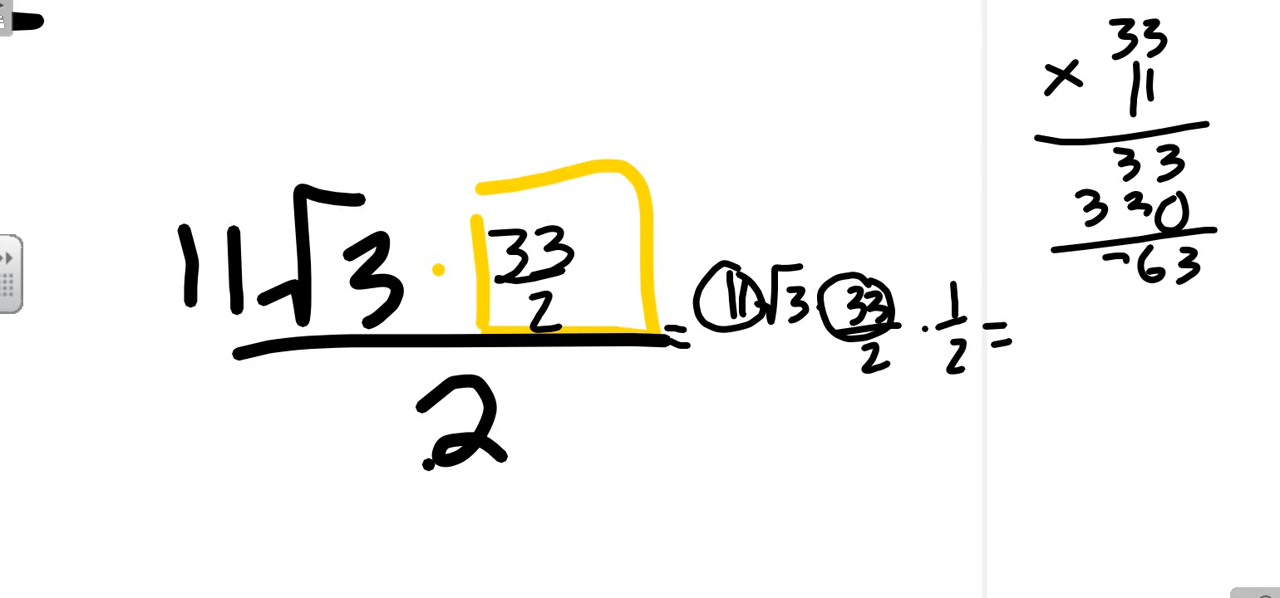 11√3 · 33/2
/ 2 = 11√3 · 33/2 · 1/2 =
33
× 11
33
330
363